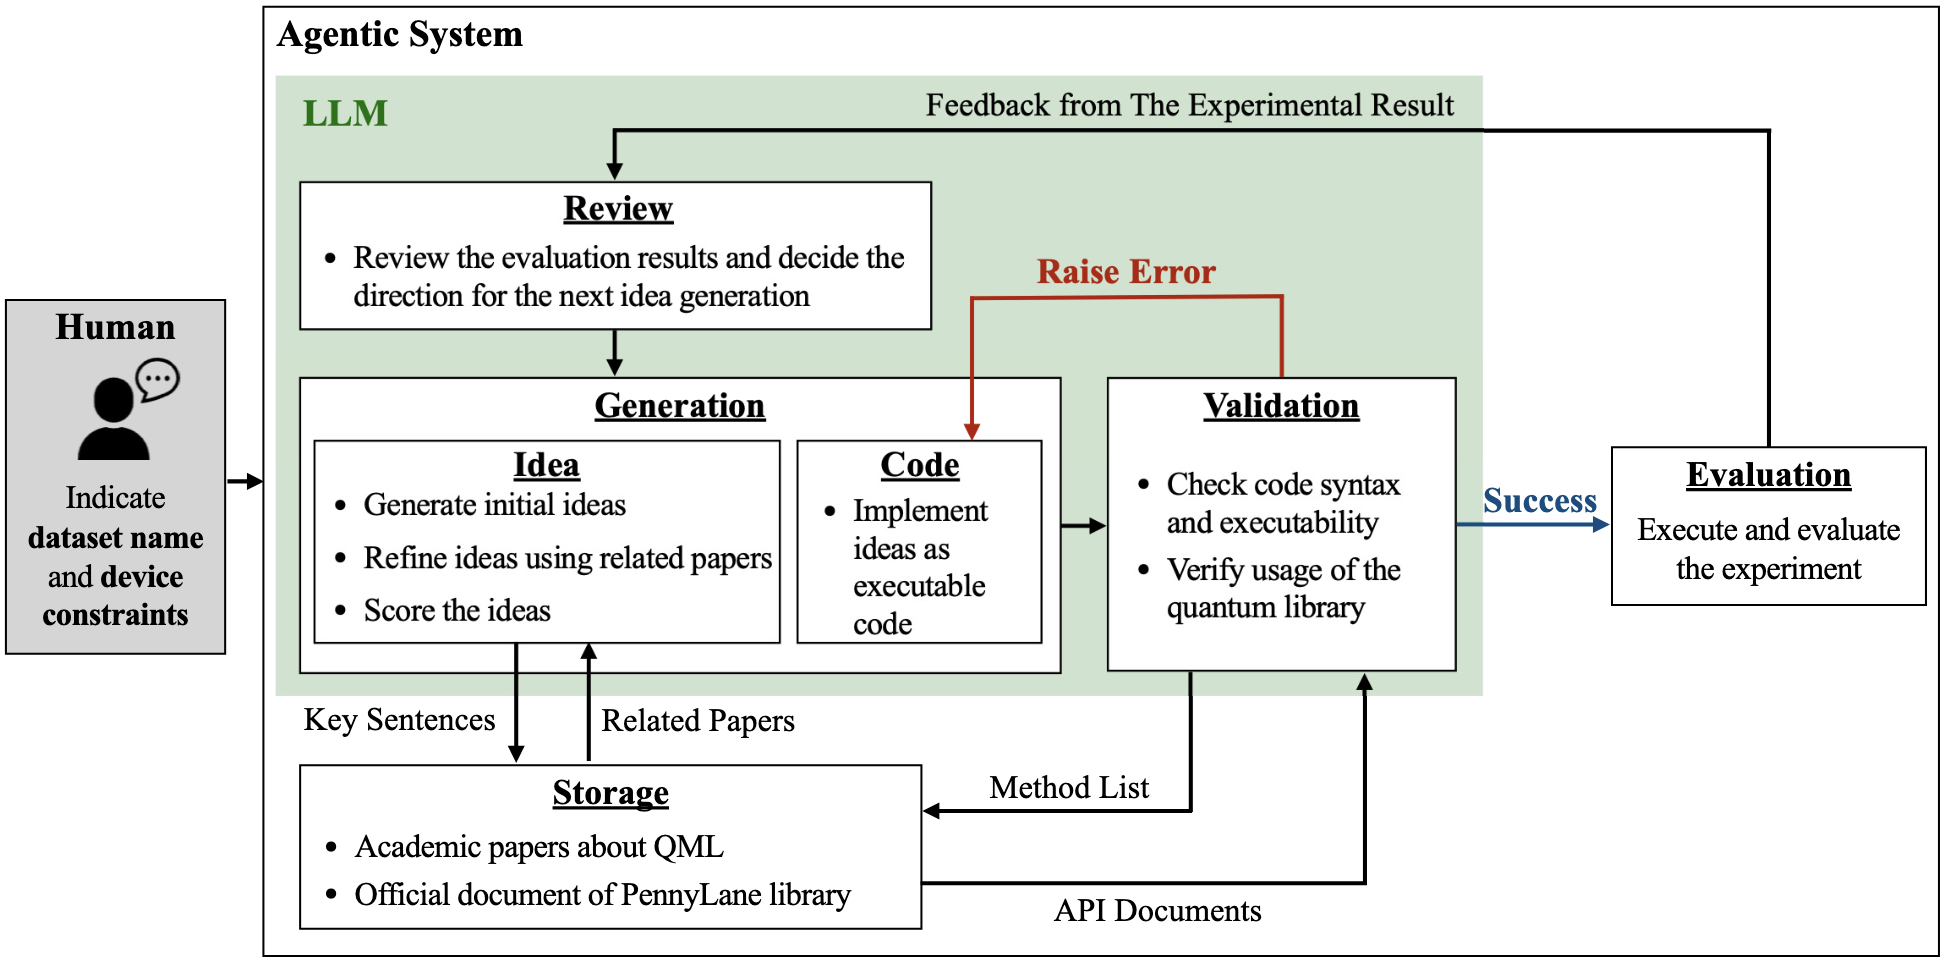 Agentic System
LLM
Feedback from The Experimental Result
Review
• Review the evaluation results and decide the
direction for the next idea generation
Raise Error
Human
Indicate
dataset name
and device
constraints
Generation
Idea
• Generate initial ideas
• Refine ideas using related papers
• Score the ideas
Code
• Implement
ideas as
executable
code
Validation
• Check code syntax
and executability
• Verify usage of the
quantum library
Success
Evaluation
Execute and evaluate
the experiment
Key Sentences
Related Papers
Method List
Storage
• Academic papers about QML
• Official document of PennyLane library
API Documents